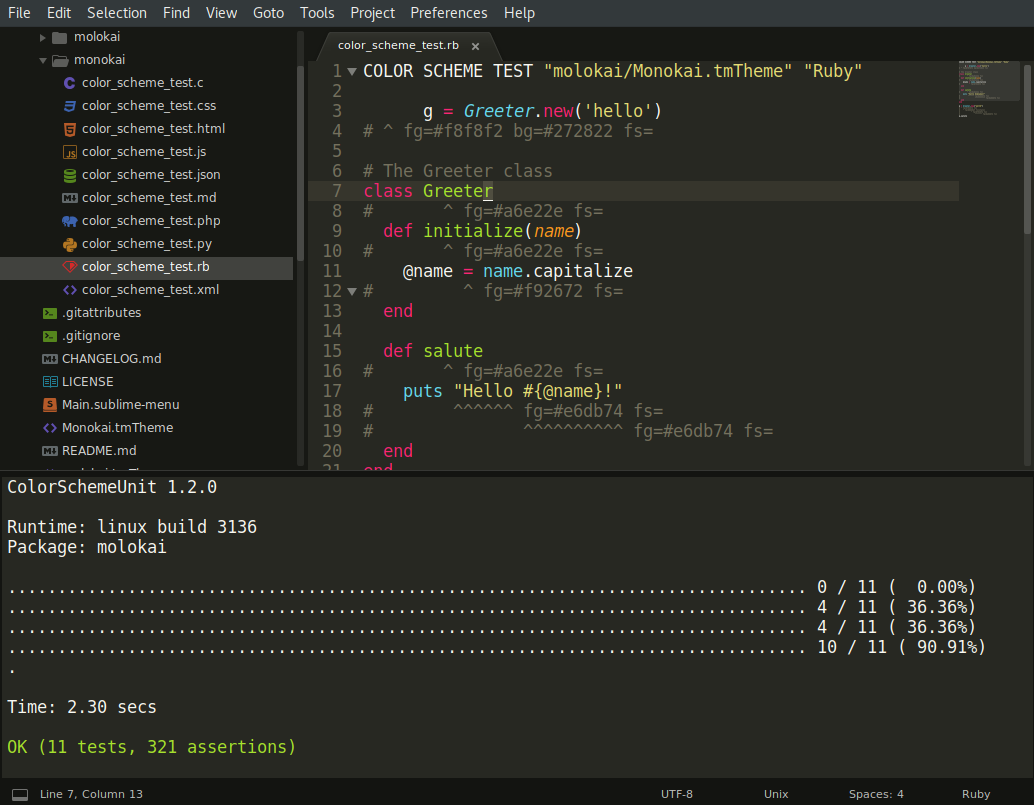 File Edit Selection Find View Goto Tools Project Preferences Help
molokai
monokai
color_scheme_test.c
color_scheme_test.css
color_scheme_test.html
color_scheme_test.js
color_scheme_test.json
color_scheme_test.md
color_scheme_test.php
color_scheme_test.py
color_scheme_test.rb
color_scheme_test.xml
.gitattributes
.gitignore
CHANGELOG.md
LICENSE
Main.sublime-menu
Monokai.tmTheme
README.md
color_scheme_test.rb ×
1 COLOR SCHEME TEST "molokai/Monokai.tmTheme" "Ruby"
2
3       g = Greeter.new('hello')
4 # ^ fg=#f8f8f2 bg=#272822 fs=
5
6 # The Greeter class
7 class Greeter
8 #       ^ fg=#a6e22e fs=
9   def initialize(name)
10 #       ^ fg=#a6e22e fs=
11     @name = name.capitalize
12 #         ^ fg=#f92672 fs=
13   end
14
15   def salute
16 #       ^ fg=#a6e22e fs=
17     puts "Hello #{@name}!"
18 #        ^^^^^^ fg=#e6db74 fs=
19 #               ^^^^^^^^^^ fg=#e6db74 fs=
20   end
21 end
ColorSchemeUnit 1.2.0
Runtime: linux build 3136
Package: molokai
................................................................................ 0 / 11 (  0.00%)
................................................................................ 4 / 11 ( 36.36%)
................................................................................ 4 / 11 ( 36.36%)
................................................................................ 10 / 11 ( 90.91%)
.
Time: 2.30 secs
OK (11 tests, 321 assertions)
Line 7, Column 13 UTF-8 Unix Spaces: 4 Ruby